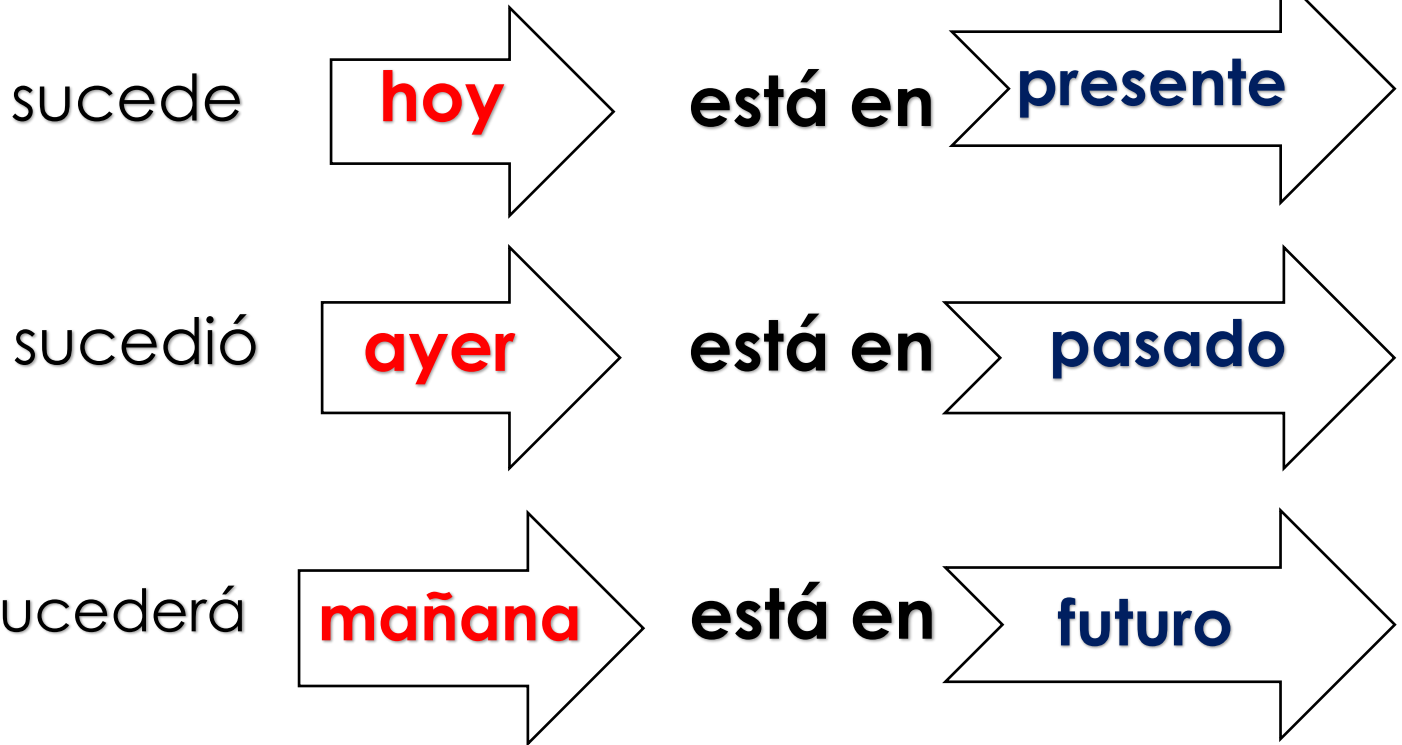 sucede hoy está en presente
sucedió ayer está en pasado
ucederá mañana está en futuro